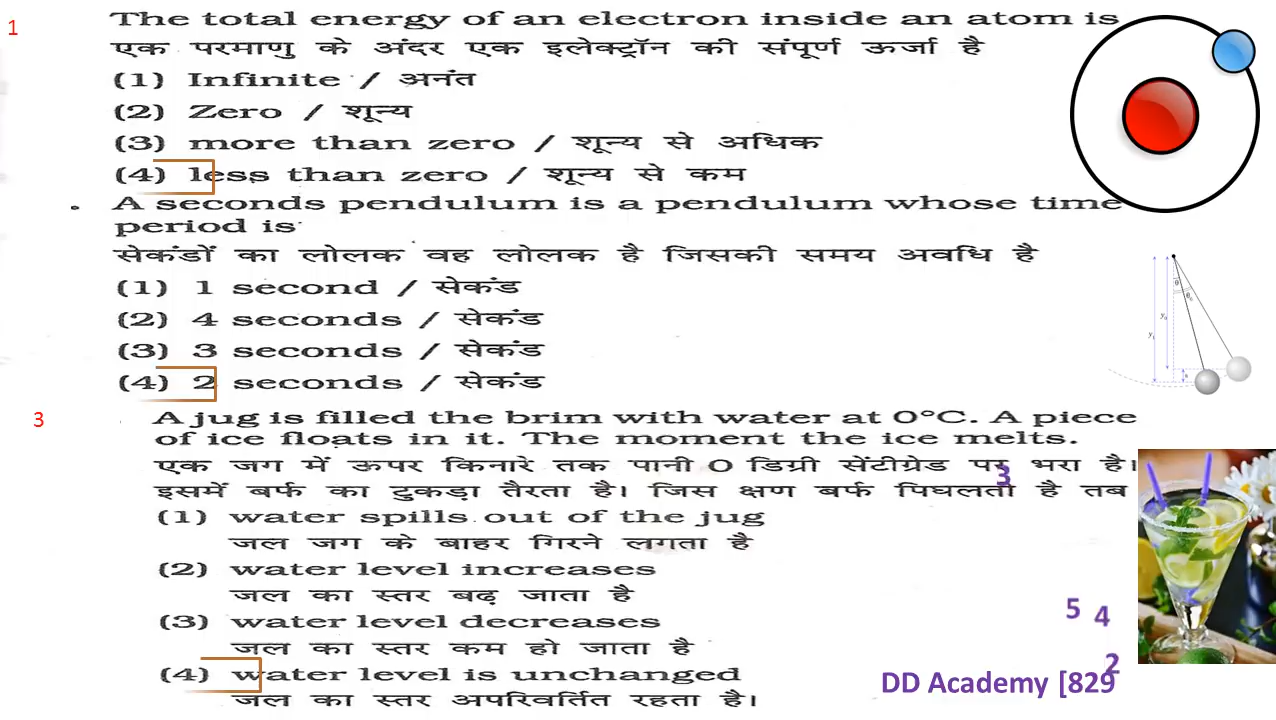 1
The total energy of an electron inside an atom is
एक परमाणु के अंदर एक इलेक्ट्रॉन की संपूर्ण ऊर्जा है
(1) Infinite / अनंत
(2) Zero / शून्य
(3) more than zero / शून्य से अधिक
(4) less than zero / शून्य से कम
A seconds pendulum is a pendulum whose time
period is
सेकंडों का लोलक वह लोलक है जिसकी समय अवधि है
(1) 1 second / सेकंड
(2) 4 seconds / सेकंड
(3) 3 seconds / सेकंड
(4) 2 seconds / सेकंड
3
A jug is filled the brim with water at 0°C. A piece
of ice floats in it. The moment the ice melts.
एक जग में ऊपर किनारे तक पानी 0 डिग्री सेंटीग्रेड पर भरा है।
3
इसमें बर्फ का टुकड़ा तैरता है। जिस क्षण बर्फ पिघलता है तब
(1) water spills out of the jug
जल जग के बाहर गिरने लगता है
(2) water level increases
जल का स्तर बढ़ जाता है
(3) water level decreases
जल का स्तर कम हो जाता है
(4) water level is unchanged
जल का स्तर अपरिवर्तित रहता है।
5 4
2
DD Academy [829